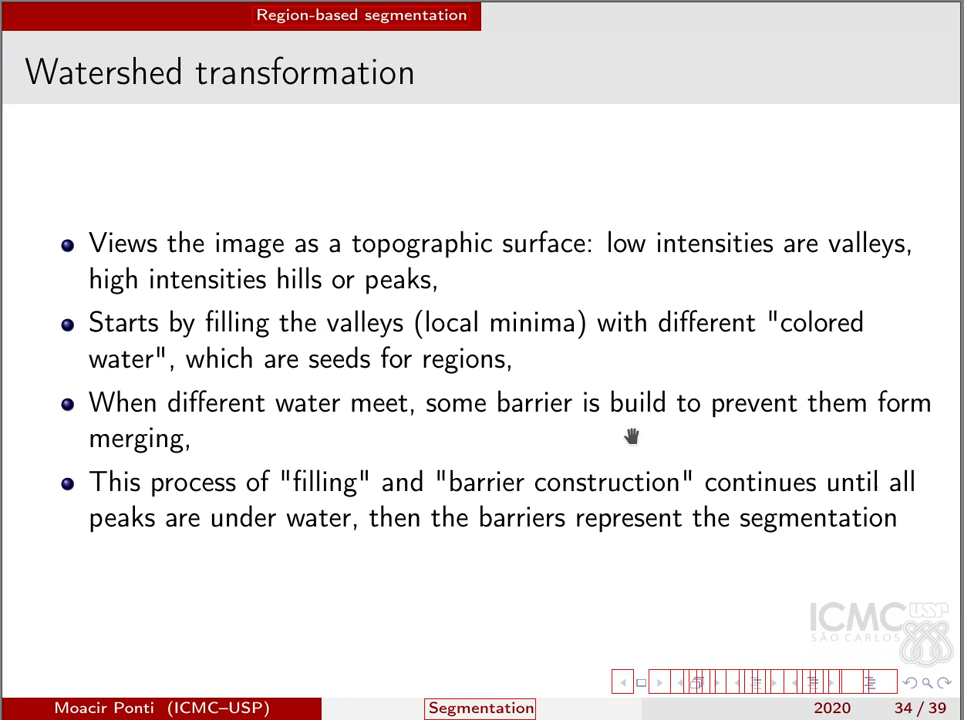 Region-based segmentation
Watershed transformation
Views the image as a topographic surface: low intensities are valleys,
high intensities hills or peaks,
Starts by filling the valleys (local minima) with different "colored
water", which are seeds for regions,
When different water meet, some barrier is build to prevent them form
merging,
This process of "filling" and "barrier construction" continues until all
peaks are under water, then the barriers represent the segmentation
ICMC USP
SÃO CARLOS
Moacir Ponti (ICMC–USP) Segmentation 2020 34 / 39